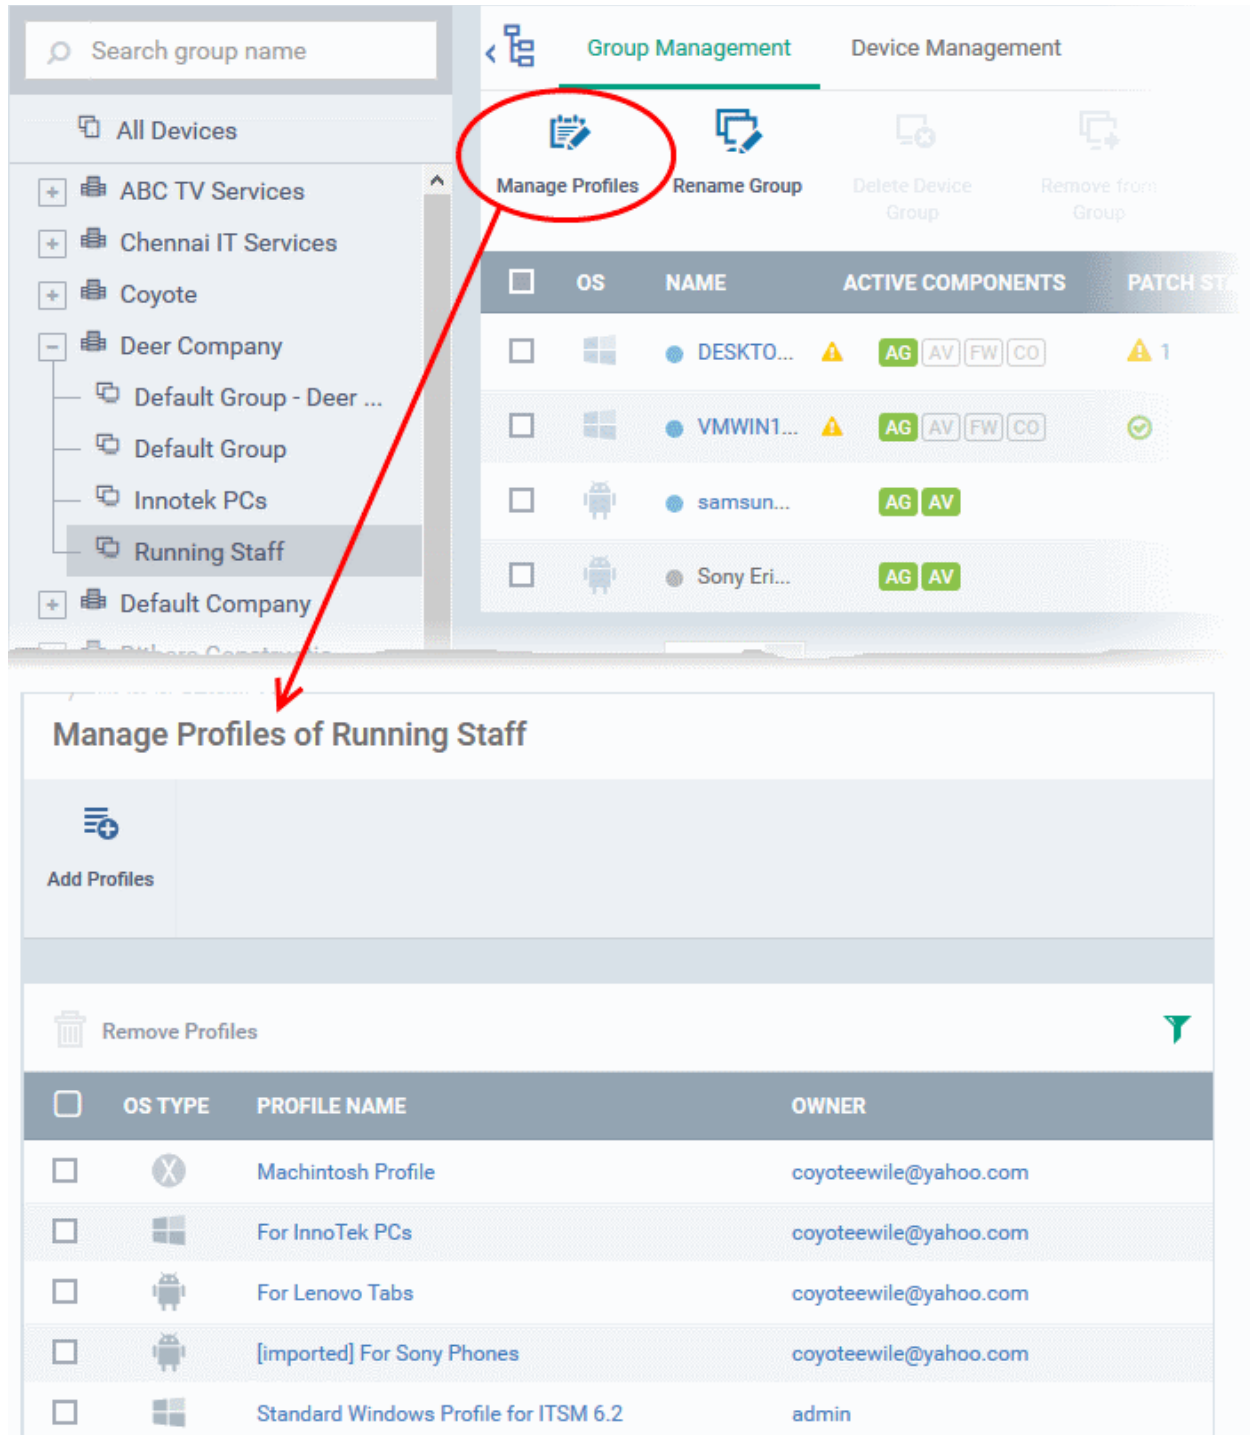 Search group name
Group Management
Device Management
All Devices
Manage Profiles
Rename Group
Delete Device
Group
Remove from
Group
ABC TV Services
Chennai IT Services
Coyote
Deer Company
Default Group - Deer ...
Default Group
Innotek PCs
Running Staff
Default Company
OS NAME ACTIVE COMPONENTS PATCH
DESKTO... AG AV FW CO 1
VMWIN1... AG AV FW CO
samsun... AG AV
Sony Eri... AG AV
Manage Profiles of Running Staff
Add Profiles
Remove Profiles
OS TYPE PROFILE NAME OWNER
Machintosh Profile coyoteewile@yahoo.com
For InnoTek PCs coyoteewile@yahoo.com
For Lenovo Tabs coyoteewile@yahoo.com
[imported] For Sony Phones coyoteewile@yahoo.com
Standard Windows Profile for ITSM 6.2 admin